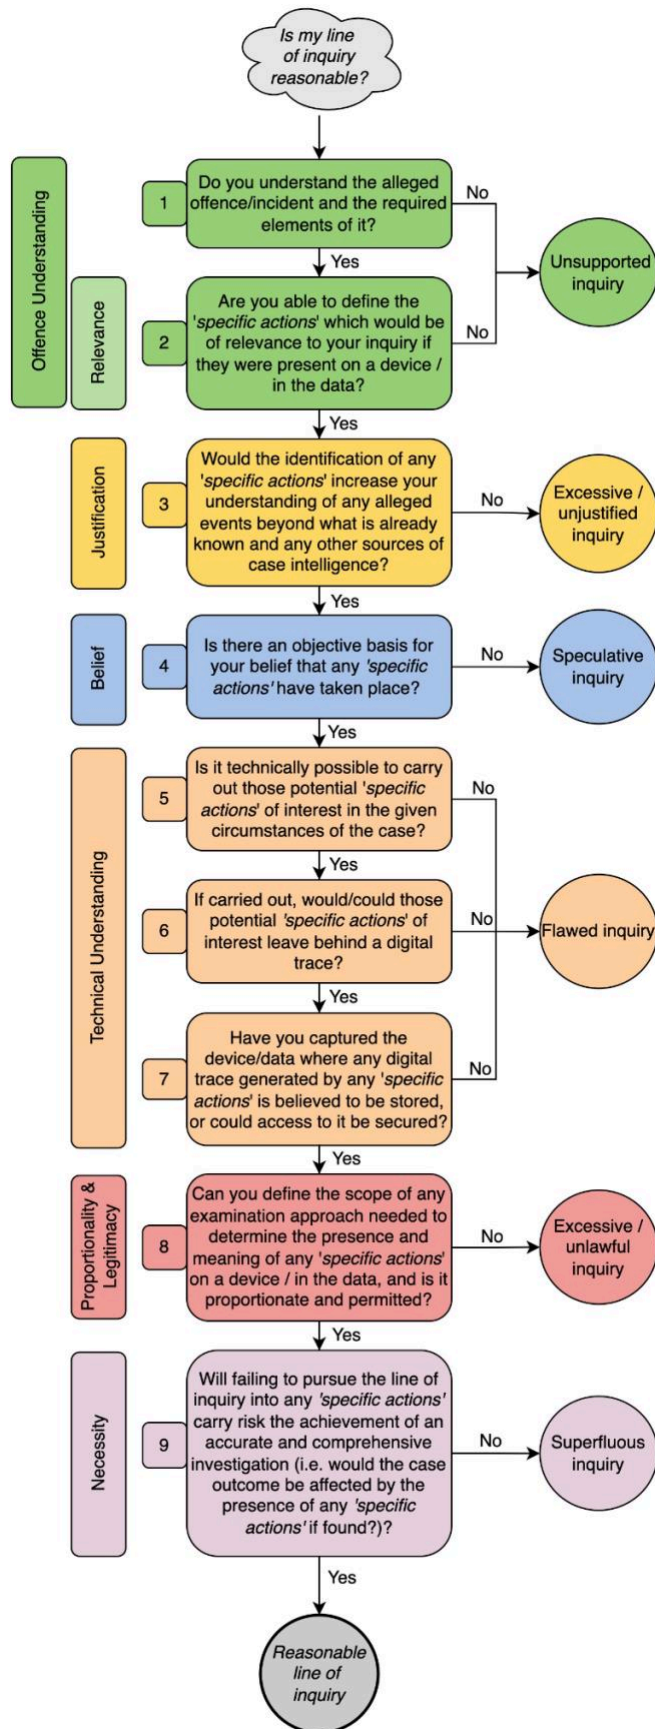 Is my line
of inquiry
reasonable?
Offence Understanding
1
Do you understand the alleged
offence/incident and the required
elements of it?
No
Yes
Unsupported
inquiry
Relevance
2
Are you able to define the
'specific actions' which would be
of relevance to your inquiry if
they were present on a device /
in the data?
No
Yes
Justification
3
Would the identification of any
'specific actions' increase your
understanding of any alleged
events beyond what is already
known and any other sources of
case intelligence?
No
Excessive /
unjustified
inquiry
Yes
Belief
4
Is there an objective basis for
your belief that any 'specific
actions' have taken place?
No
Speculative
inquiry
Yes
Technical Understanding
5
Is it technically possible to carry
out those potential 'specific
actions' of interest in the given
circumstances of the case?
No
Yes
6
If carried out, would/could those
potential 'specific actions' of
interest leave behind a digital
trace?
No
Flawed inquiry
Yes
7
Have you captured the
device/data where any digital
trace generated by any 'specific
actions' is believed to be stored,
or could access to it be secured?
No
Yes
Proportionality &
Legitimacy
8
Can you define the scope of any
examination approach needed to
determine the presence and
meaning of any 'specific actions'
on a device / in the data, and is it
proportionate and permitted?
No
Excessive /
unlawful
inquiry
Yes
Necessity
9
Will failing to pursue the line of
inquiry into any 'specific actions'
carry risk the achievement of an
accurate and comprehensive
investigation (i.e. would the case
outcome be affected by the
presence of any 'specific
actions' if found?)?
No
Superfluous
inquiry
Yes
Reasonable
line of
inquiry